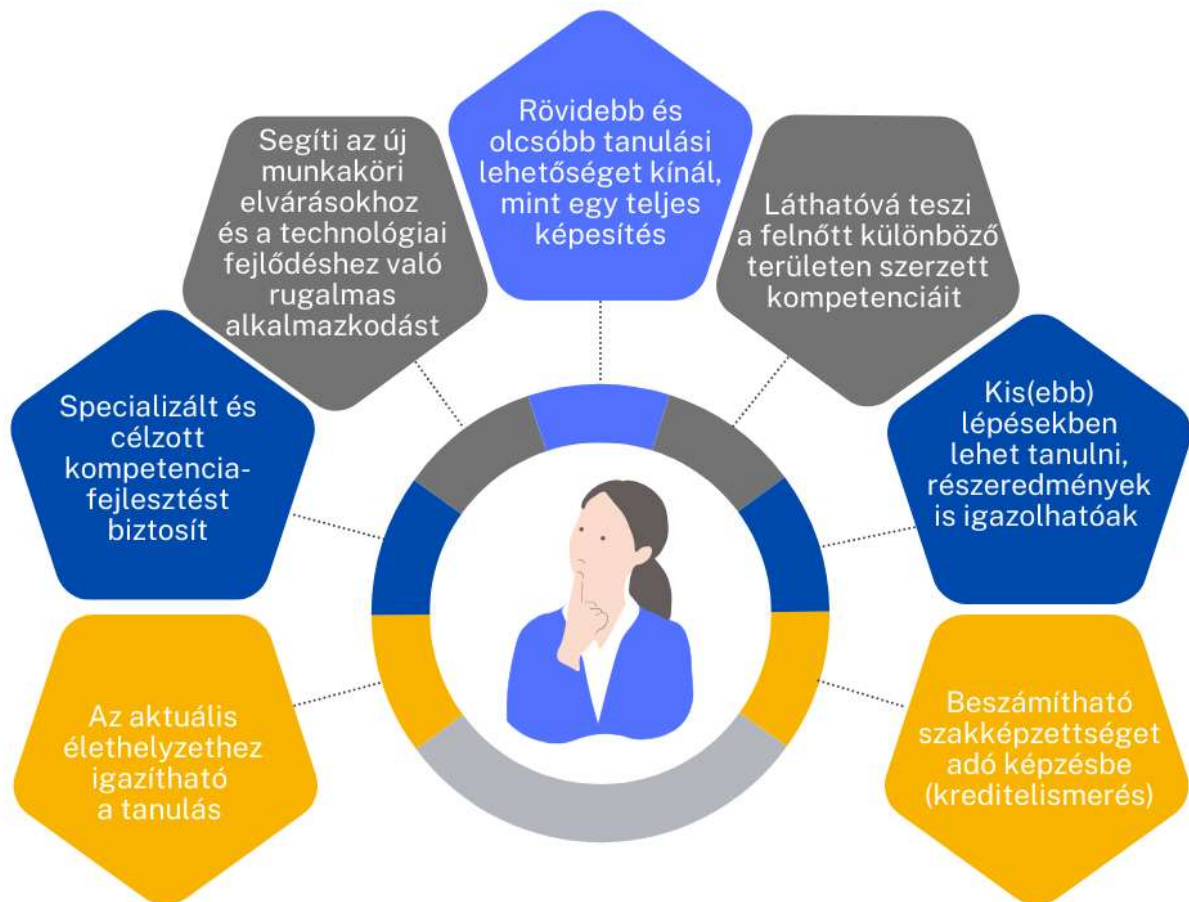 Rövidebb és
olcsóbb tanulási
lehetőséget kínál,
mint egy teljes
képesítés
Segíti az új
munkaköri
elvárásokhoz
és a technológiai
fejlődéshez való
rugalmas
alkalmazkodást
Láthatóvá teszi
a felnőtt különböző
területen szerzett
kompetenciáit
Specializált és
célzott
kompetencia-
fejlesztést
biztosít
Kis(ebb)
lépésekben
lehet tanulni,
részeredmények
is igazolhatóak
Az aktuális
élethelyzethez
igazítható
a tanulás
Beszámítható
szakképzettséget
adó képzésbe
(kreditelismerés)